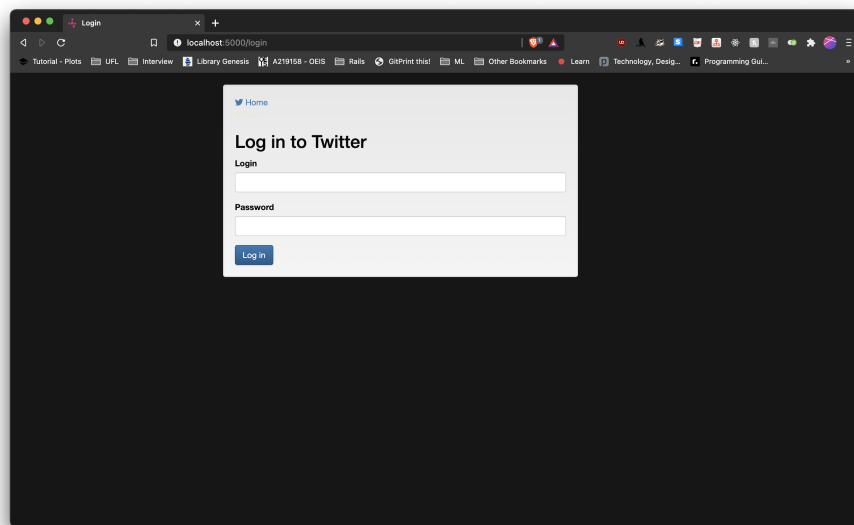 Login
localhost:5000/login
Tutorial - Plots UFL Interview Library Genesis A219158 - OEIS Rails GitPrint this! ML Other Bookmarks Learn Technology, Desig... Programming Gui... »
Home
Log in to Twitter
Login
Password
Log in